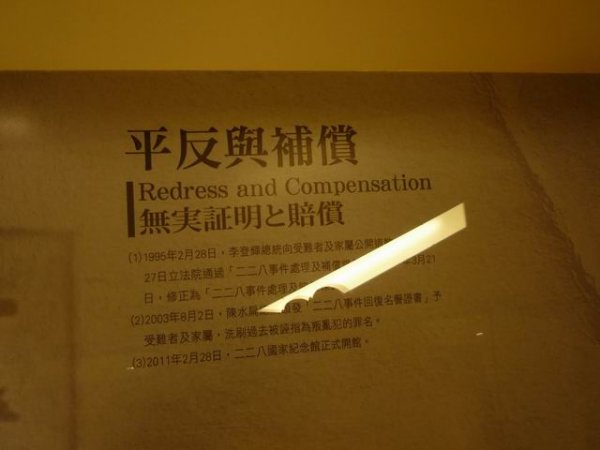 平反與補償
Redress and Compensation
無実証明と賠償
(1)1995年2月28日，李登輝總統向受難者及家屬公開道
27日立法院通過「二二八事件處理及補償 3月21
日，修正為「二二八事件處理及
(2)2003年8月2日，陳水扁 頒發「二二八事件回復名譽證書」予
受難者及家屬，洗刷過去被誣指為叛亂犯的罪名。
(3)2011年2月28日，二二八國家紀念館正式開館。